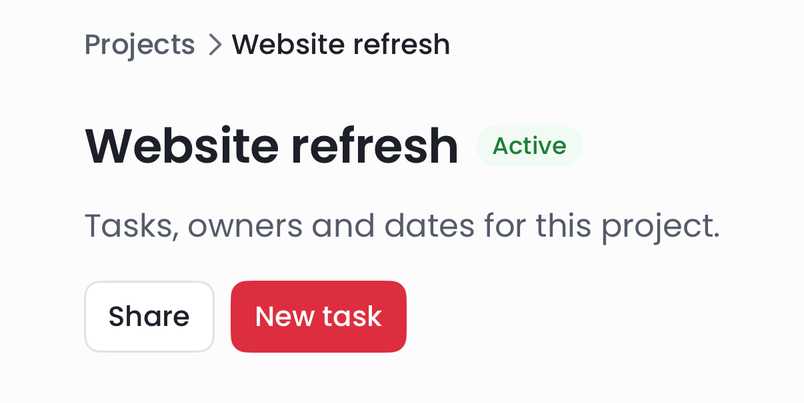 Projects > Website refresh
Website refresh Active
Tasks, owners and dates for this project.
Share New task